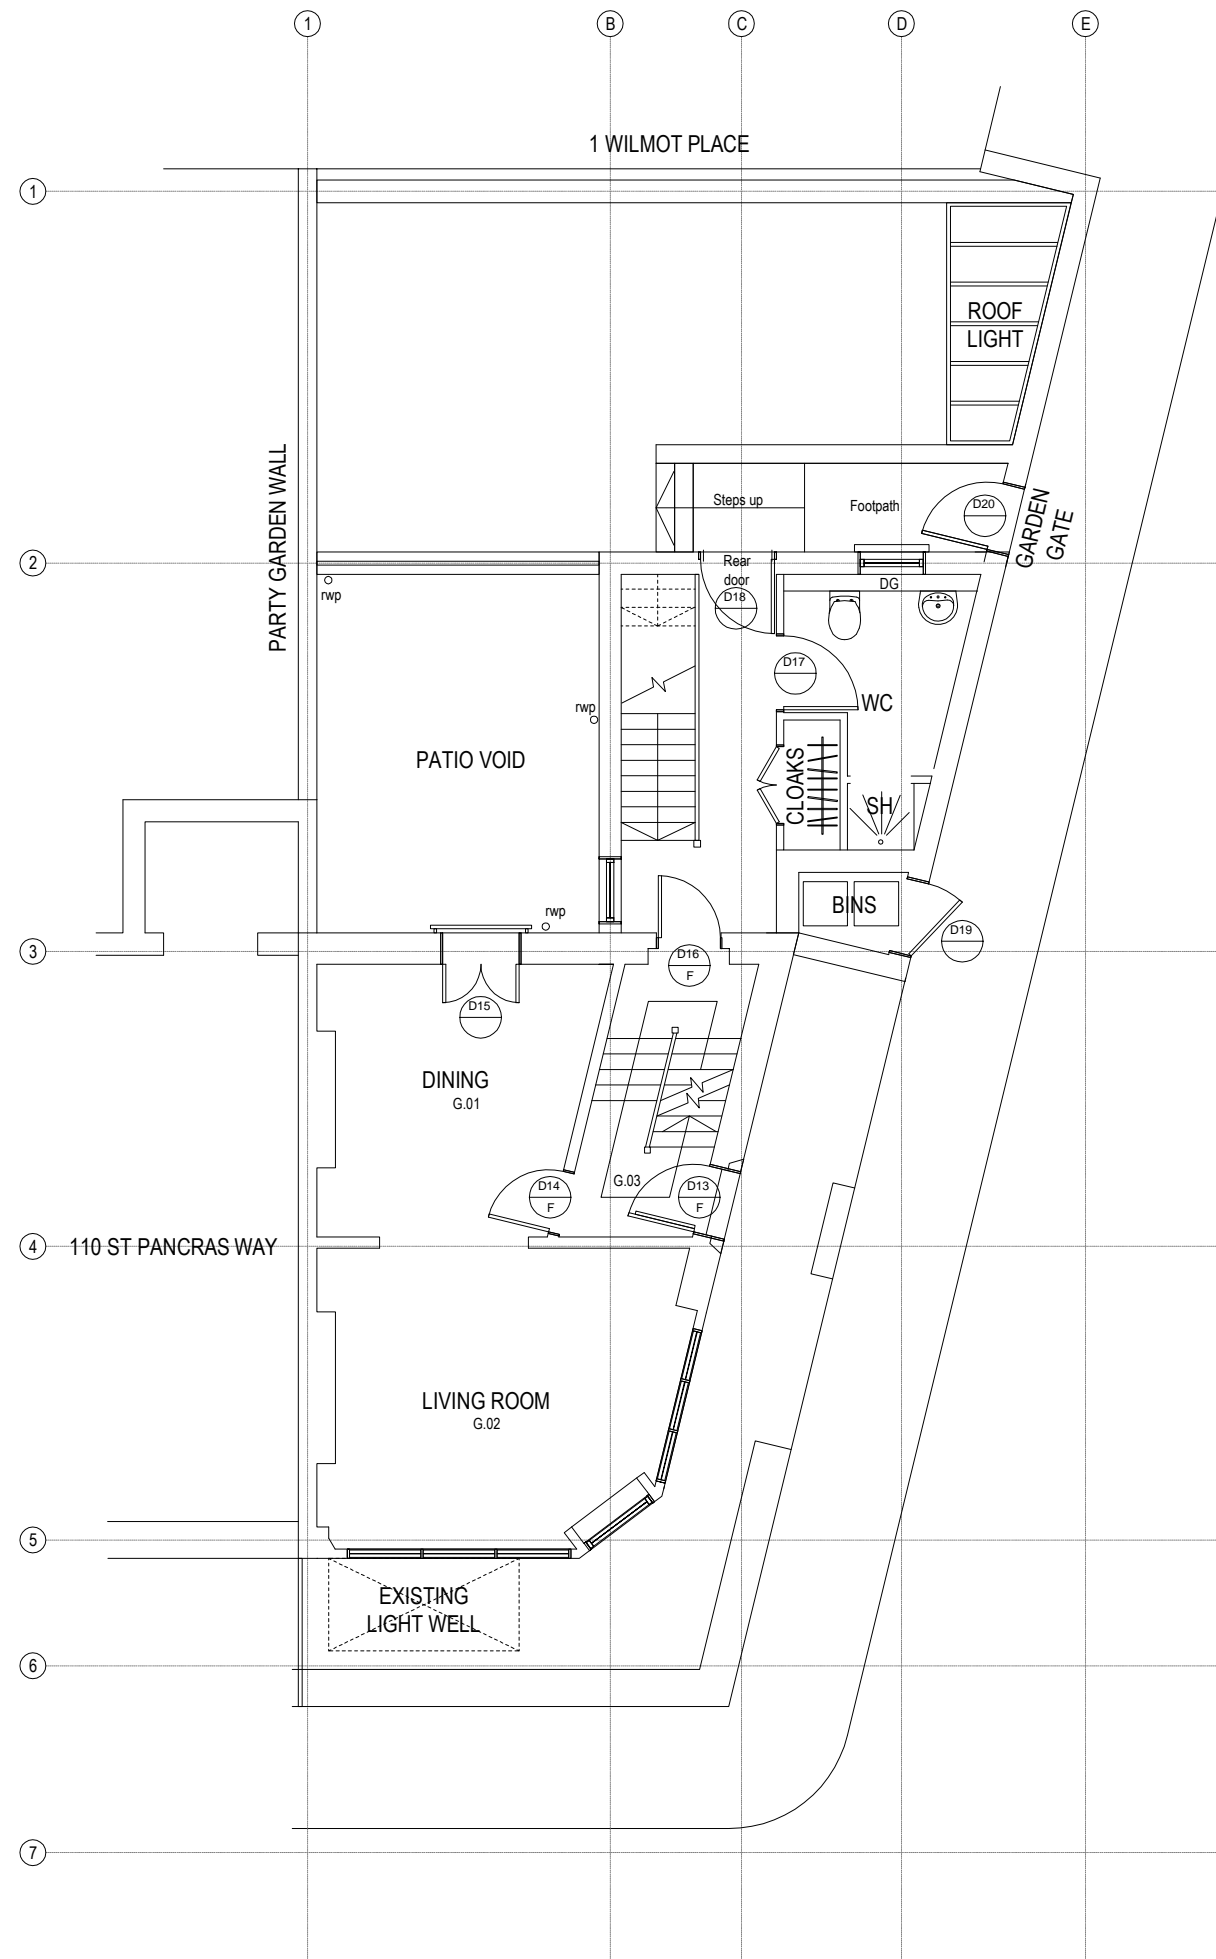 1
B
C
D
E
1 WILMOT PLACE
1
ROOF
LIGHT
PARTY GARDEN WALL
Steps up
Footpath
D20
GARDEN
GATE
2
Rear
door
D18
DG
rwp
D17
WC
rwp
PATIO VOID
CLOAKS
SH
BINS
rwp
D19
3
D16
F
D15
DINING
G.01
G.03
D14
F
D13
F
4
110 ST PANCRAS WAY
LIVING ROOM
G.02
5
EXISTING
LIGHT WELL
6
7